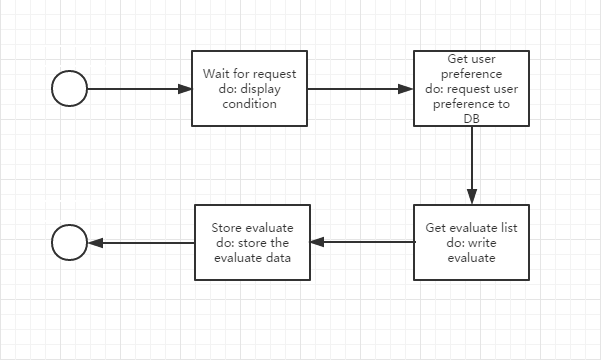 Wait for request
do: display
condition
Get user
preference
do: request user
preference to
DB
Store evaluate
do: store the
evaluate data
Get evaluate list
do: write
evaluate